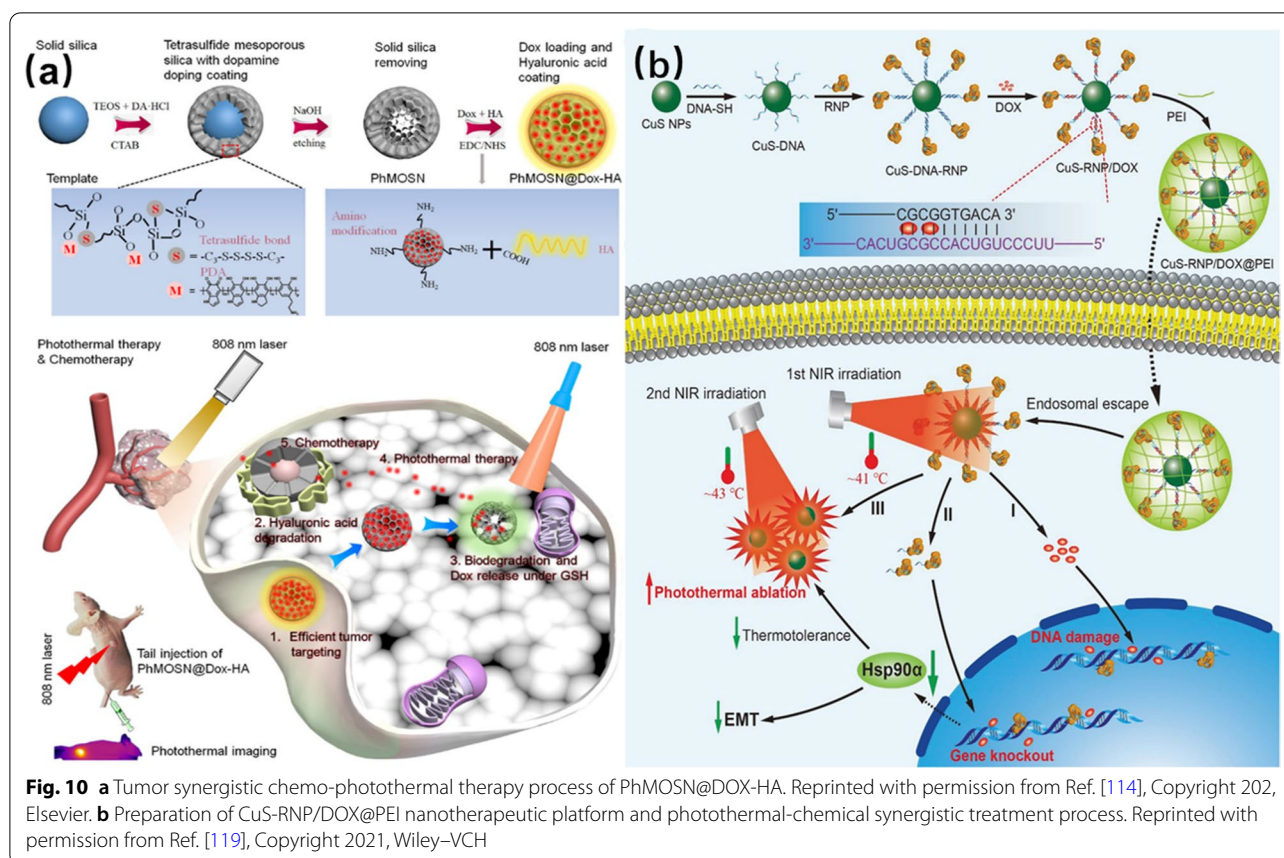 (a)
Solid silica
Tetrasulfide mesoporous
silica with dopamine
doping coating
Solid silica
removing
Dox loading and
Hyaluronic acid
coating
TEOS + DA·HCl
CTAB
NaOH
etching
Dox + HA
EDC/NHS
Template
PhMOSN
PhMOSN@Dox-HA
O
Si
O
O
O
S
Si
O
Si
O
O
Si
O
O
M
S
M
Tetrasulfide bond
S = -C3-S-S-S-S-C3-
PDA
M =
Amino
modification
NH2
NH2
NH2
NH2
COOH
HA
Photothermal therapy
& Chemotherapy
808 nm laser
808 nm laser
5. Chemotherapy
4. Photothermal therapy
2. Hyaluronic acid
degradation
3. Biodegradation and
Dox release under GSH
1. Efficient tumor
targeting
808 nm laser
Tail injection of
PhMOSN@Dox-HA
Photothermal imaging
(b)
CuS NPs
DNA-SH
CuS-DNA
RNP
CuS-DNA-RNP
DOX
CuS-RNP/DOX
PEI
CuS-RNP/DOX@PEI
5' CGCGGTGACA 3'
3' CACUGCGCCACUGUCCCUU 5'
2nd NIR irradiation
1st NIR irradiation
Endosomal escape
~43 °C
~41 °C
III
II
I
Photothermal ablation
Thermotolerance
Hsp90α
EMT
DNA damage
Gene knockout
Fig. 10 a Tumor synergistic chemo-photothermal therapy process of PhMOSN@DOX-HA. Reprinted with permission from Ref. [114], Copyright 202,
Elsevier. b Preparation of CuS-RNP/DOX@PEI nanotherapeutic platform and photothermal-chemical synergistic treatment process. Reprinted with
permission from Ref. [119], Copyright 2021, Wiley–VCH